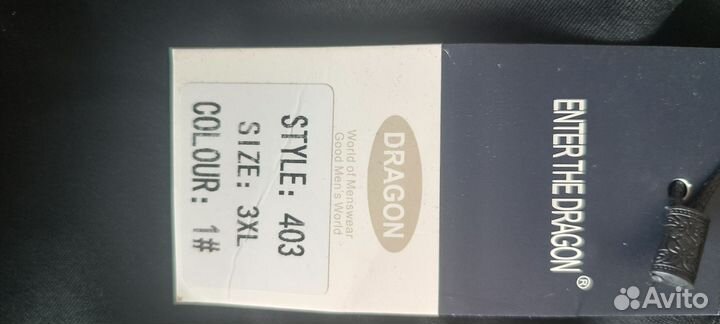 ENTER THE DRAGON®
DRAGON
World of Menswear
Good Men's World
STYLE: 403
SIZE: 3XL
COLOUR: 1#
Avito